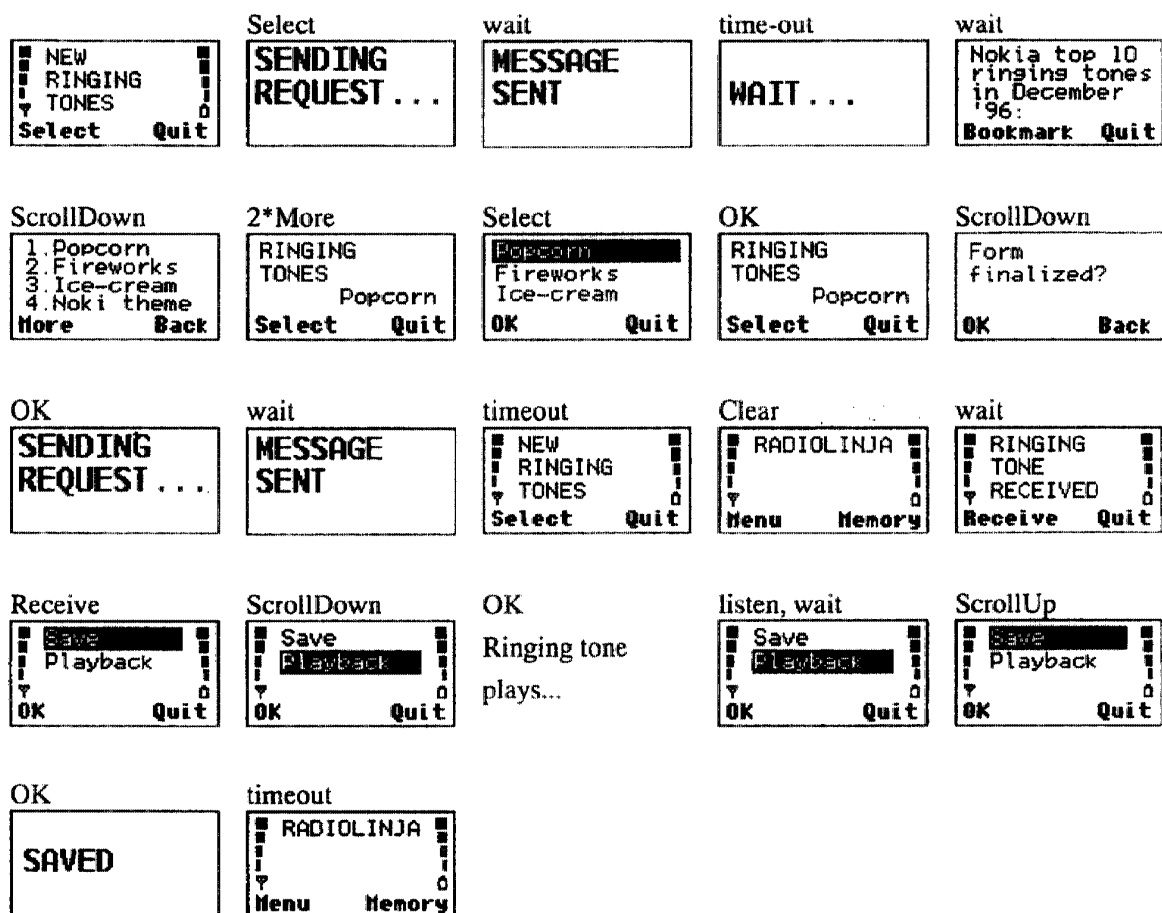 Select
wait
time-out
wait
NEW
RINGING
TONES
Select Quit
SENDING
REQUEST...
MESSAGE
SENT
WAIT...
Nokia top 10
ringing tones
in December
'96:
Bookmark Quit
ScrollDown
2*More
Select
OK
ScrollDown
1.Popcorn
2.Fireworks
3.Ice-cream
4.Noki theme
More Back
RINGING
TONES
Popcorn
Select Quit
Popcorn
Fireworks
Ice-cream
OK Quit
RINGING
TONES
Popcorn
Select Quit
Form
finalized?
OK Back
OK
wait
timeout
Clear
wait
SENDING
REQUEST...
MESSAGE
SENT
NEW
RINGING
TONES
Select Quit
RADIOLINJA
Menu Memory
RINGING
TONE
RECEIVED
Receive Quit
Receive
ScrollDown
OK
listen, wait
ScrollUp
Save
Playback
OK Quit
Save
Playback
OK Quit
Ringing tone
plays...
Save
Playback
OK Quit
Save
Playback
OK Quit
OK
timeout
SAVED
RADIOLINJA
Menu Memory